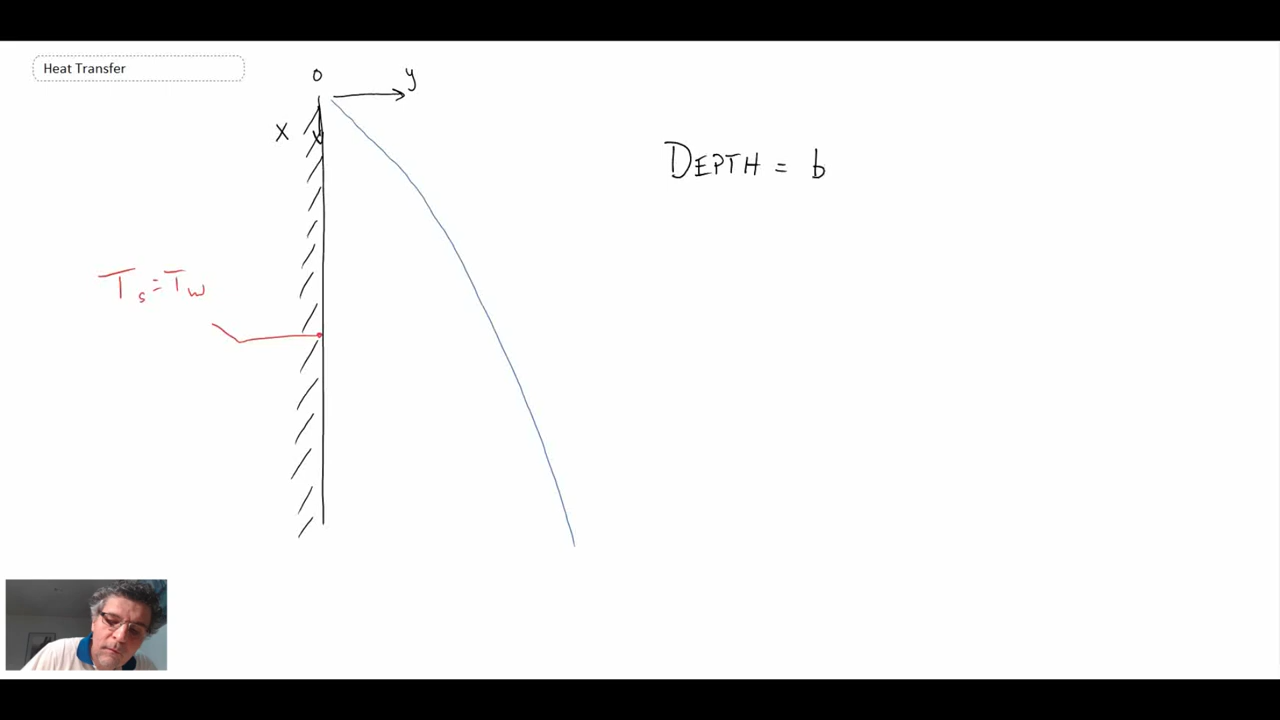 Heat Transfer
0
y
X
DEPTH = b
Ts = Tw